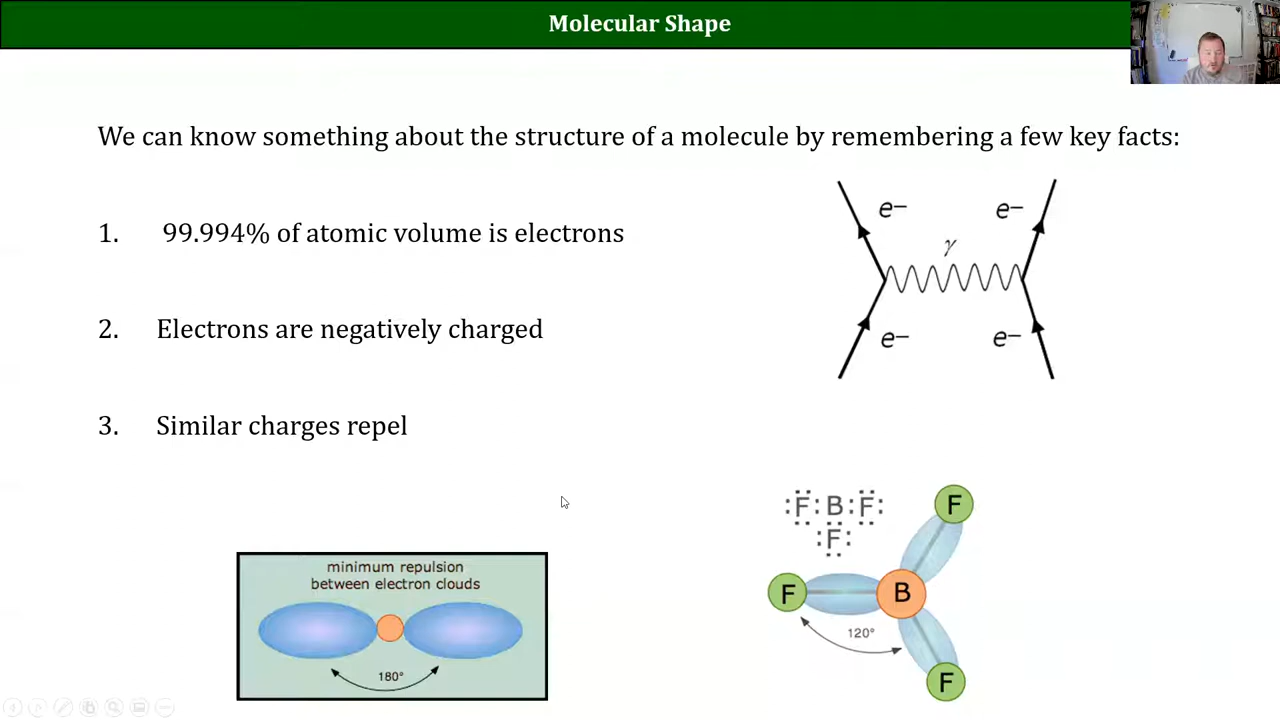 Molecular Shape
We can know something about the structure of a molecule by remembering a few key facts:
1. 99.994% of atomic volume is electrons
2. Electrons are negatively charged
3. Similar charges repel
e– e–
γ
e– e–
minimum repulsion
between electron clouds
180°
F B F
F
F
F B
120°
F